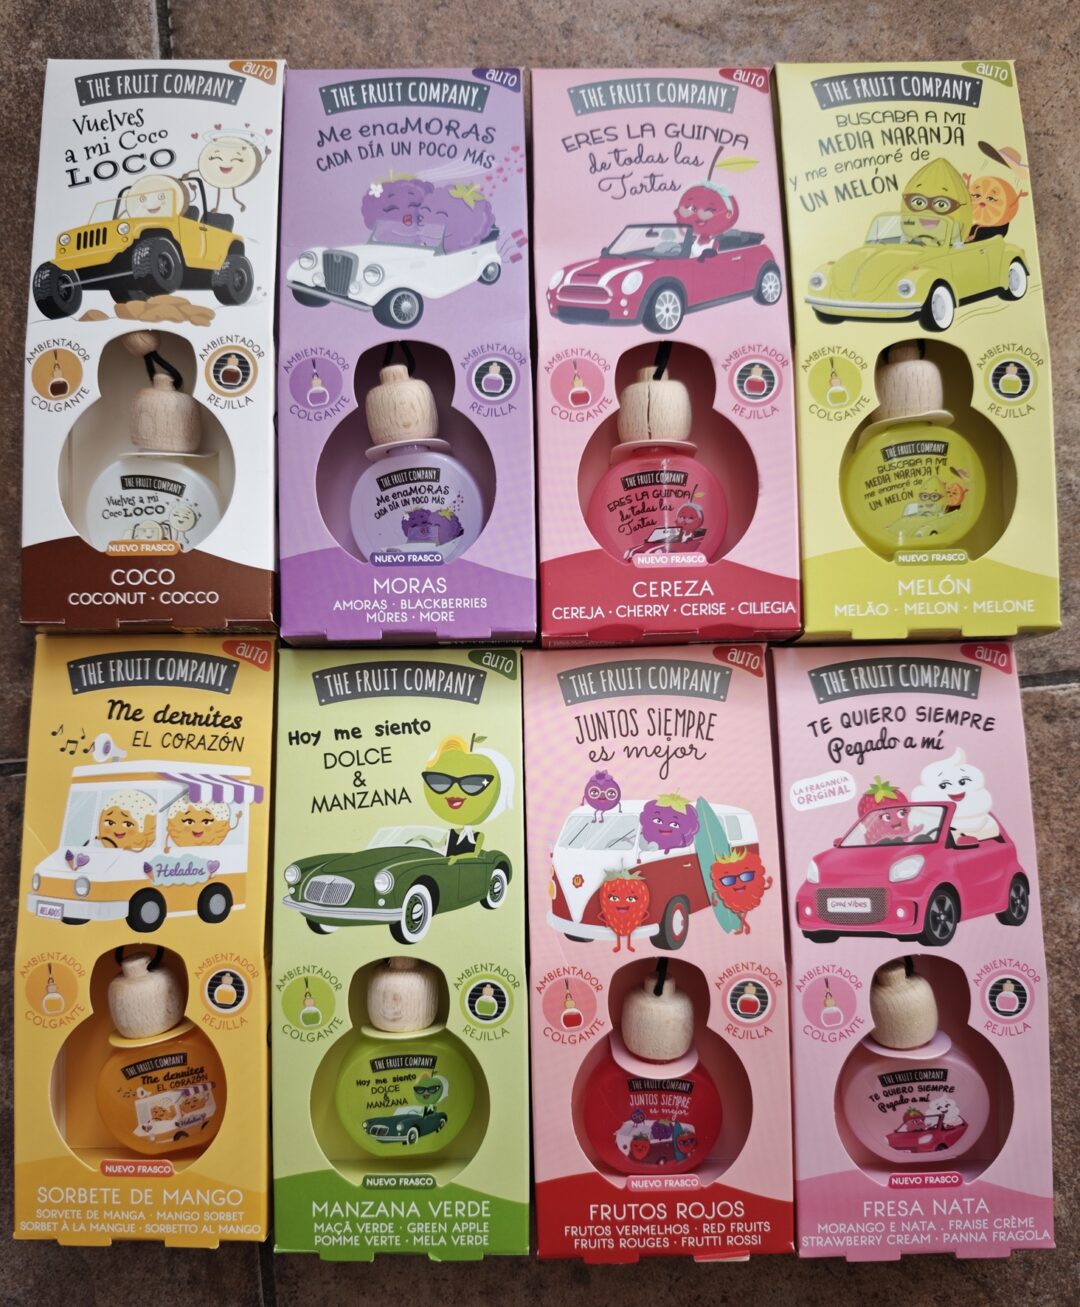 AUTO
THE FRUIT COMPANY
Vuelves
a mi Coco
LOCO
AMBIENTADOR
COLGANTE
AMBIENTADOR
REJILLA
THE FRUIT COMPANY
Vuelves a mi
Coco LOCO
NUEVO FRASCO
COCO
COCONUT · COCCO
AUTO
THE FRUIT COMPANY
Me enaMORAS
CADA DÍA UN POCO MÁS
AMBIENTADOR
COLGANTE
AMBIENTADOR
REJILLA
THE FRUIT COMPANY
Me enaMORAS
CADA DÍA UN POCO MÁS
NUEVO FRASCO
MORAS
AMORAS · BLACKBERRIES
MÛRES · MORE
AUTO
THE FRUIT COMPANY
ERES LA GUINDA
de todas las
Tartas
AMBIENTADOR
COLGANTE
AMBIENTADOR
REJILLA
THE FRUIT COMPANY
ERES LA GUINDA
de todas las
Tartas
NUEVO FRASCO
CEREZA
CEREJA · CHERRY · CERISE · CILIEGIA
AUTO
THE FRUIT COMPANY
BUSCABA A MI
MEDIA NARANJA
y me enamoré de
UN MELÓN
AMBIENTADOR
COLGANTE
AMBIENTADOR
REJILLA
THE FRUIT COMPANY
BUSCABA A MI
MEDIA NARANJA Y
me enamoré de
UN MELÓN
NUEVO FRASCO
MELÓN
MELÃO · MELON · MELONE
AUTO
THE FRUIT COMPANY
Me derrites
EL CORAZÓN
Helados
HELADOS
AMBIENTADOR
COLGANTE
AMBIENTADOR
REJILLA
THE FRUIT COMPANY
Me derrites
EL CORAZÓN
Helados
NUEVO FRASCO
SORBETE DE MANGO
SORVETE DE MANGA · MANGO SORBET
SORBET À LA MANGUE · SORBETTO AL MANGO
AUTO
THE FRUIT COMPANY
Hoy me siento
DOLCE
&
MANZANA
AMBIENTADOR
COLGANTE
AMBIENTADOR
REJILLA
THE FRUIT COMPANY
Hoy me siento
DOLCE
&
MANZANA
NUEVO FRASCO
MANZANA VERDE
MAÇÃ VERDE · GREEN APPLE
POMME VERTE · MELA VERDE
AUTO
THE FRUIT COMPANY
JUNTOS SIEMPRE
es mejor
AMBIENTADOR
COLGANTE
AMBIENTADOR
REJILLA
THE FRUIT COMPANY
JUNTOS SIEMPRE
es mejor
NUEVO FRASCO
FRUTOS ROJOS
FRUTOS VERMELHOS · RED FRUITS
FRUITS ROUGES · FRUTTI ROSSI
AUTO
THE FRUIT COMPANY
TE QUIERO SIEMPRE
Pegado a mí
LA FRAGANCIA
ORIGINAL
Good Vibes
AMBIENTADOR
COLGANTE
AMBIENTADOR
REJILLA
THE FRUIT COMPANY
TE QUIERO SIEMPRE
Pegado a mí
NUEVO FRASCO
FRESA NATA
MORANGO E NATA . FRAISE CRÈME
STRAWBERRY CREAM · PANNA FRAGOLA